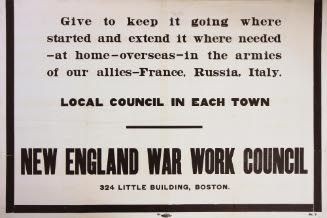 Give to keep it going where
started and extend it where needed
–at home–overseas–in the armies
of our allies–France, Russia, Italy.
LOCAL COUNCIL IN EACH TOWN
NEW ENGLAND WAR WORK COUNCIL
324 LITTLE BUILDING, BOSTON.